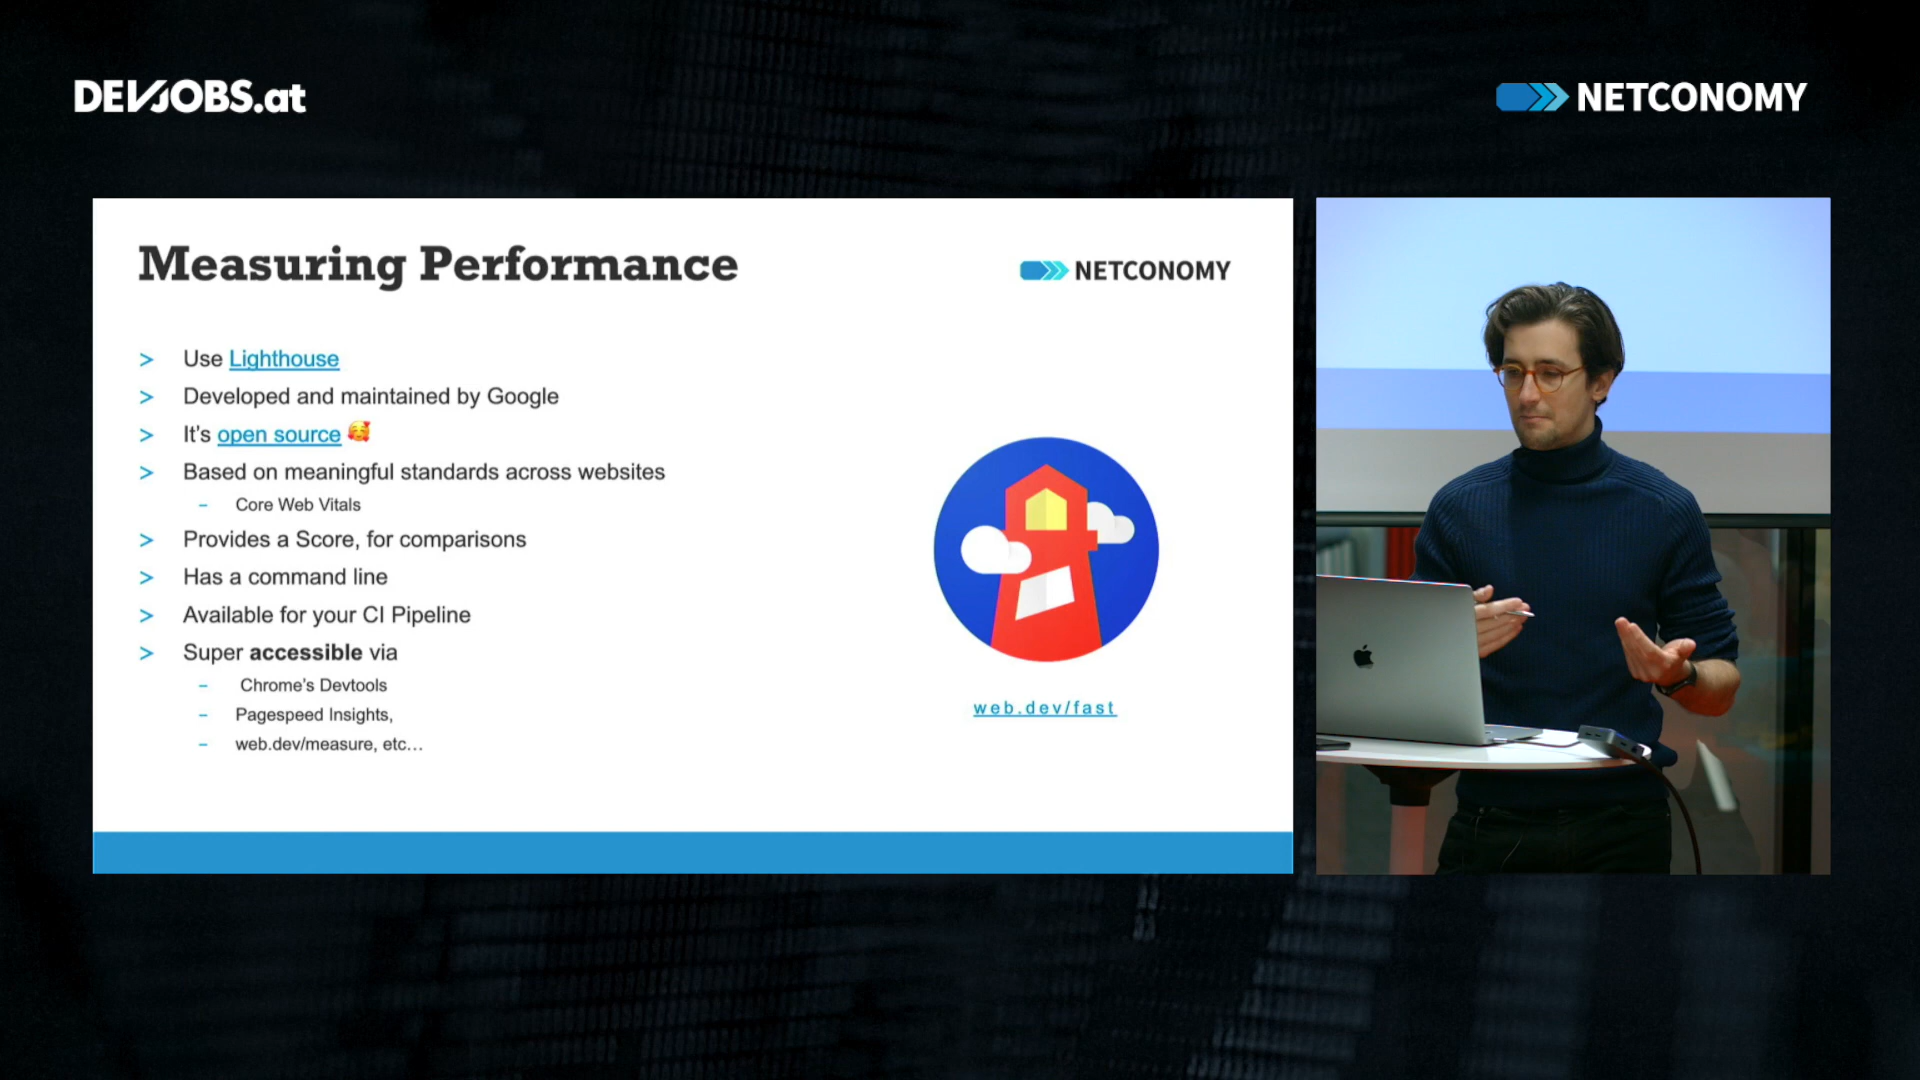 DEVJOBS.at
NETCONOMY
Measuring Performance
NETCONOMY
> Use Lighthouse
> Developed and maintained by Google
> It's open source 🥰
> Based on meaningful standards across websites
– Core Web Vitals
> Provides a Score, for comparisons
> Has a command line
> Available for your CI Pipeline
> Super accessible via
– Chrome's Devtools
– Pagespeed Insights,
– web.dev/measure, etc…
web.dev/fast